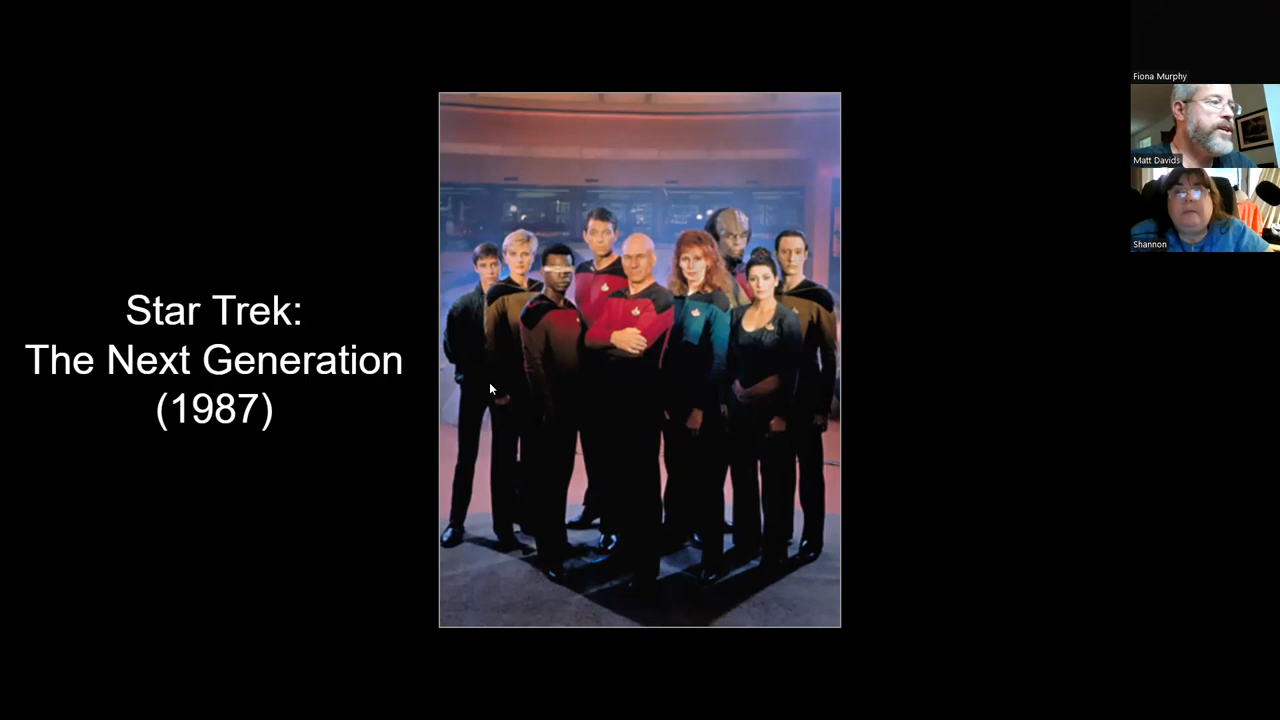 Star Trek:
The Next Generation
(1987)
Fiona Murphy
Matt Davids
Shannon